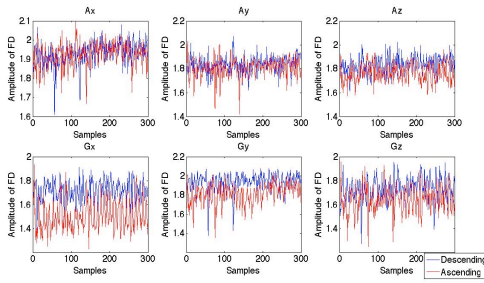 Ax
Ay
Az
2.1
2
1.9
1.8
1.7
1.6
Amplitude of FD
0
100
200
300
Samples
2.2
2
1.8
1.6
1.4
Amplitude of FD
0
100
200
300
Samples
2.2
2
1.8
1.6
1.4
Amplitude of FD
0
100
200
300
Samples
Gx
Gy
Gz
2
1.8
1.6
1.4
Amplitude of FD
0
100
200
300
Samples
2.2
2
1.8
1.6
1.4
Amplitude of FD
0
100
200
300
Samples
2
1.8
1.6
1.4
Amplitude of FD
0
100
200
300
Samples
Descending
Ascending